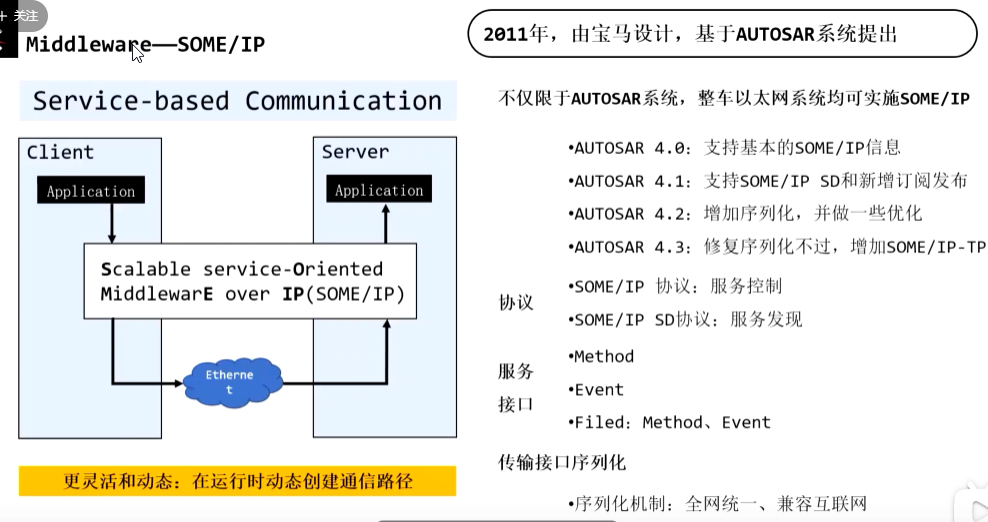 + 关注
Middleware——SOME/IP
2011年，由宝马设计，基于AUTOSAR系统提出
Service-based Communication
Client
Server
Application
Application
Scalable service-Oriented
MiddlewarE over IP(SOME/IP)
Etherne
t
更灵活和动态：在运行时动态创建通信路径
不仅限于AUTOSAR系统，整车以太网系统均可实施SOME/IP
•AUTOSAR 4.0：支持基本的SOME/IP信息
•AUTOSAR 4.1：支持SOME/IP SD和新增订阅发布
•AUTOSAR 4.2：增加序列化，并做一些优化
•AUTOSAR 4.3：修复序列化不过，增加SOME/IP-TP
协议
•SOME/IP 协议：服务控制
•SOME/IP SD协议：服务发现
服务
接口
•Method
•Event
•Filed：Method、Event
传输接口序列化
•序列化机制：全网统一、兼容互联网